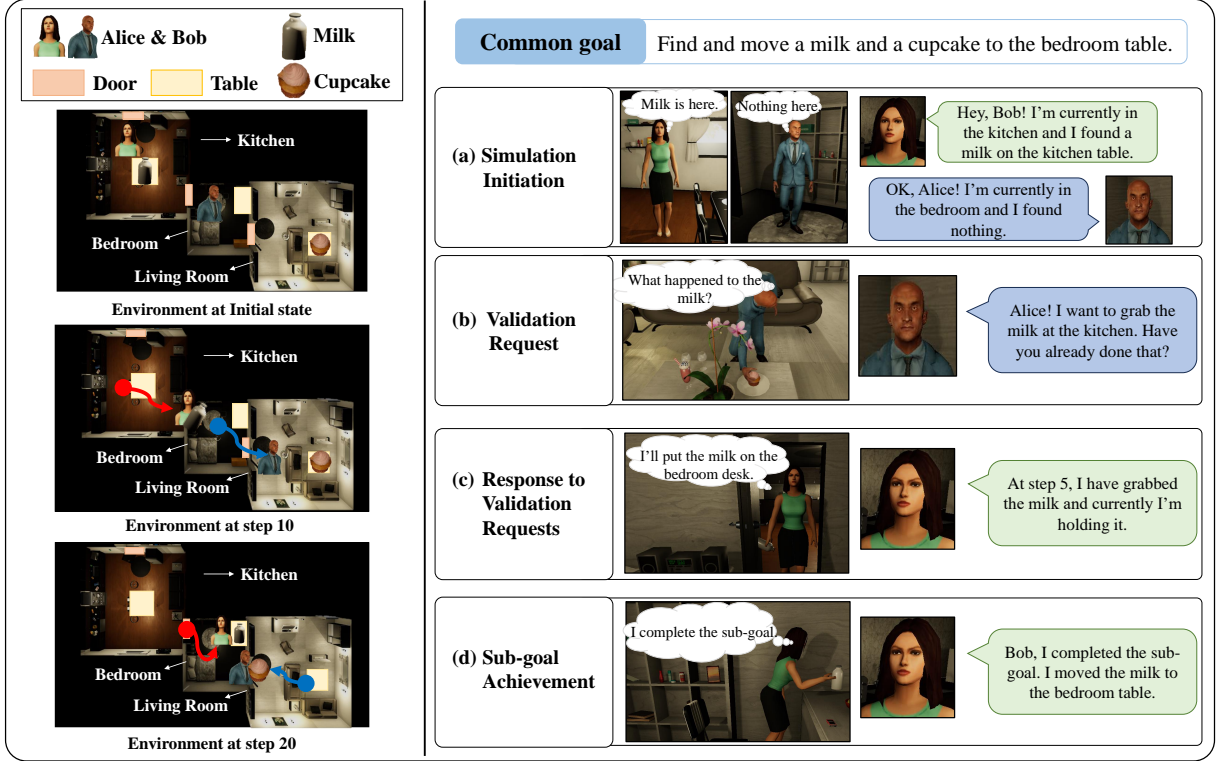 Alice & Bob
Milk
Door
Table
Cupcake
Kitchen
Bedroom
Living Room
Environment at Initial state
Kitchen
Bedroom
Living Room
Environment at step 10
Kitchen
Bedroom
Living Room
Environment at step 20
Common goal
Find and move a milk and a cupcake to the bedroom table.
(a) Simulation
Initiation
Milk is here.
Nothing here.
Hey, Bob! I'm currently in
the kitchen and I found a
milk on the kitchen table.
OK, Alice! I'm currently in
the bedroom and I found
nothing.
(b) Validation
Request
What happened to the
milk?
Alice! I want to grab the
milk at the kitchen. Have
you already done that?
(c) Response to
Validation
Requests
I'll put the milk on the
bedroom desk.
At step 5, I have grabbed
the milk and currently I'm
holding it.
(d) Sub-goal
Achievement
I complete the sub-goal.
Bob, I completed the sub-
goal. I moved the milk to
the bedroom table.